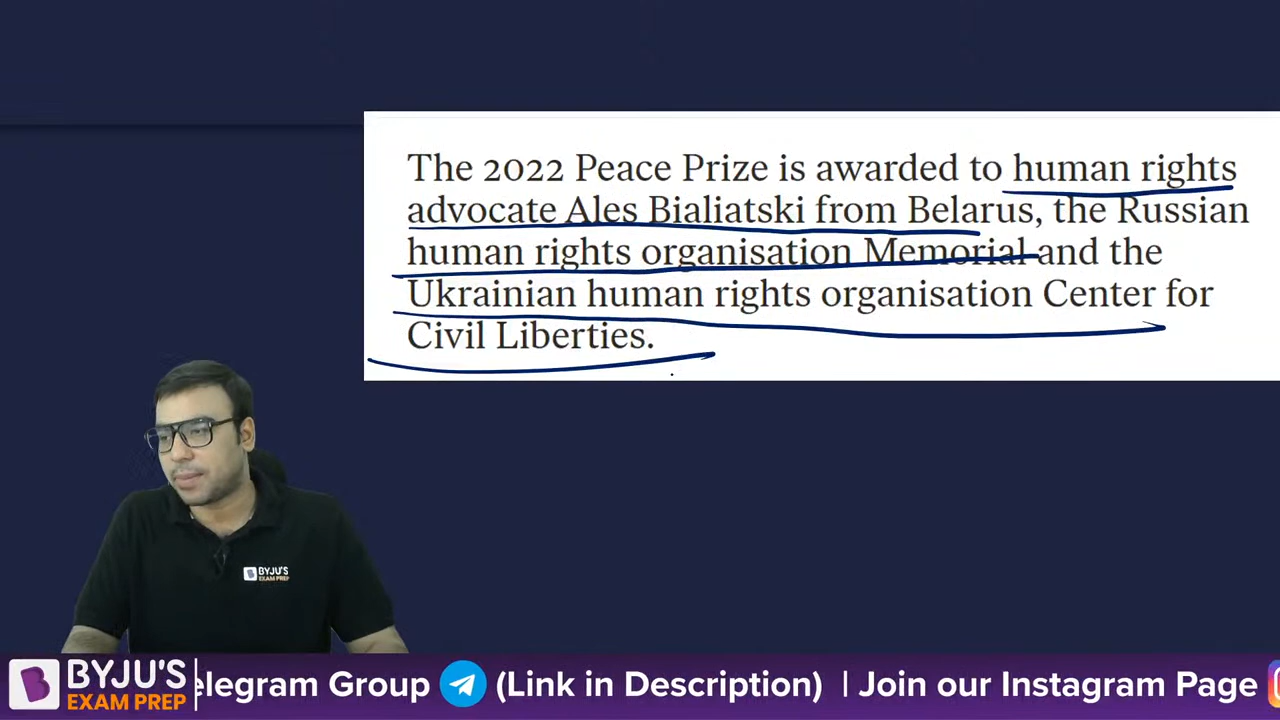 The 2022 Peace Prize is awarded to human rights
advocate Ales Bialiatski from Belarus, the Russian
human rights organisation Memorial and the
Ukrainian human rights organisation Center for
Civil Liberties.
BYJU'S
EXAM PREP
BYJU'S
EXAM PREP
elegram Group (Link in Description) | Join our Instagram Page